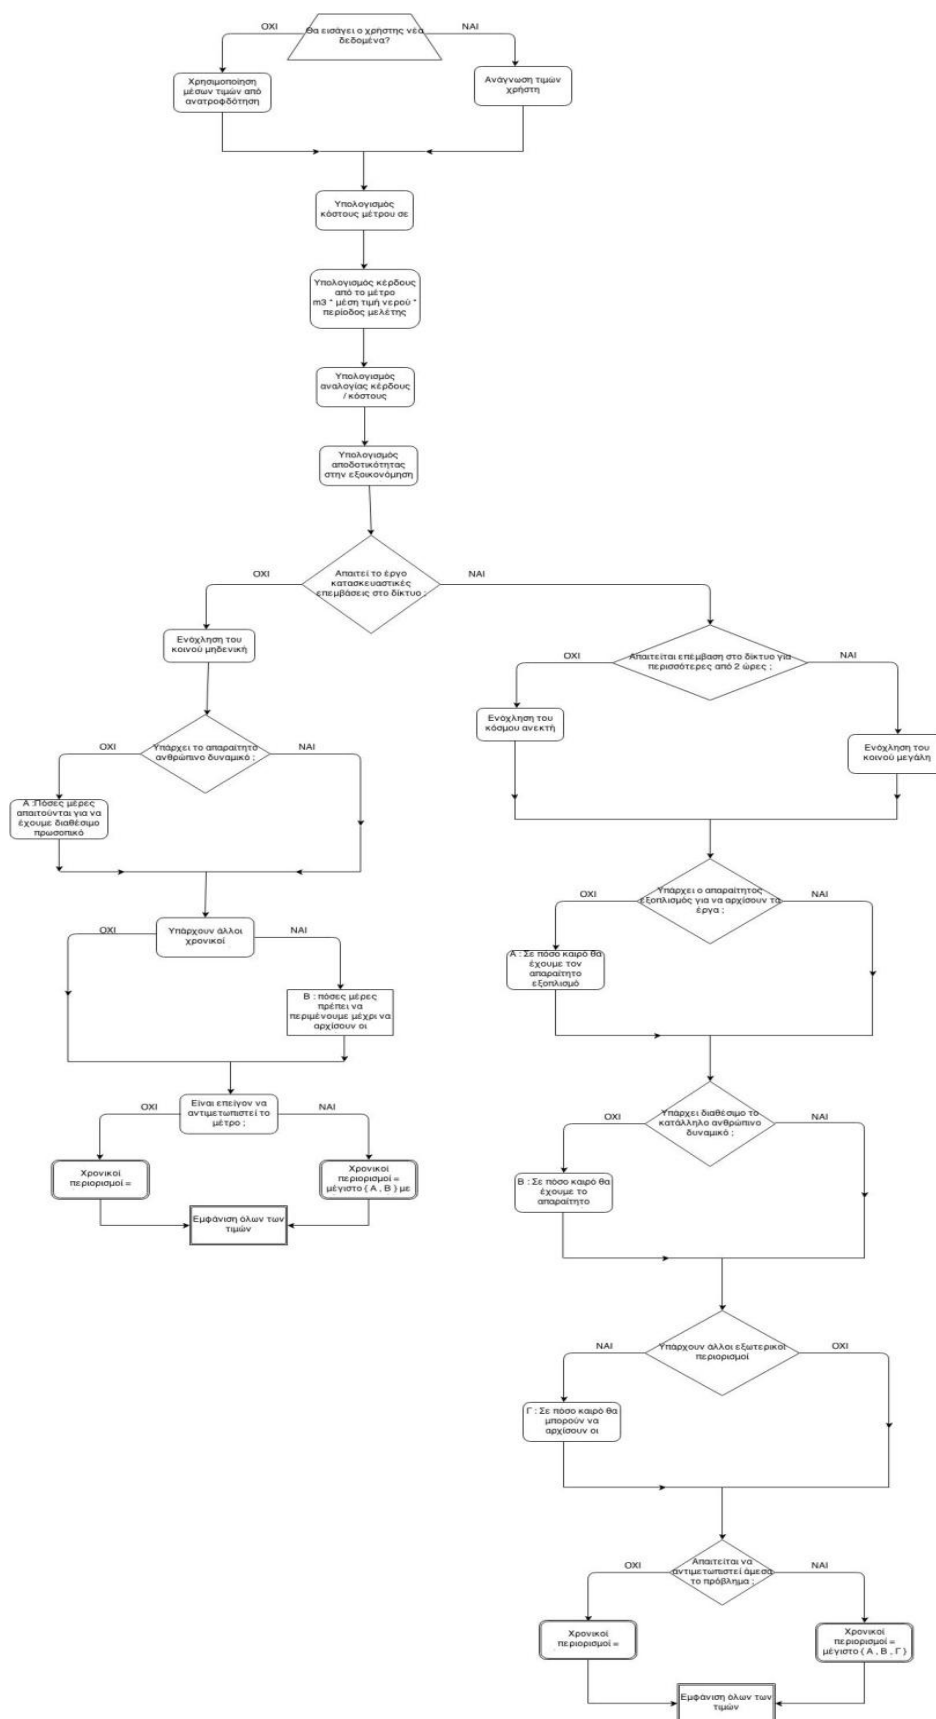 ΟΧΙ
Θα εισάγει ο χρήστης νέα
δεδομένα?
ΝΑΙ
Χρησιμοποίηση
μέσων τιμών από
ανατροφδότηση
Ανάγνωση τιμών
χρήστη
Υπολογισμός
κόστους μέτρου σε
Υπολογισμός κέρδους
από το μέτρο
m3 * μέση τιμή νερού *
περίοδος μελέτης
Υπολογισμός
αναλογίας κέρδους
/ κόστους
Υπολογισμός
αποδοτικότητας
στην εξοικονόμηση
ΟΧΙ
Απαιτεί το έργο
κατασκευαστικές
επεμβάσεις στο δίκτυο ;
ΝΑΙ
Ενόχληση του
κοινού μηδενική
ΟΧΙ
Απαιτείται επέμβαση στο δίκτυο για
περισσότερες από 2 ώρες ;
ΝΑΙ
Ενόχληση του
κόσμου ανεκτή
Ενόχληση του
κοινού μεγάλη
ΟΧΙ
Υπάρχει το απαραίτητο
ανθρώπινο δυναμικό ;
ΝΑΙ
Α :Πόσες μέρες
απαιτούνται για να
έχουμε διαθέσιμο
πρωσοπικό
ΟΧΙ
Υπάρχει ο απαραίτητος
εξοπλισμός για να αρχίσουν τα
έργα ;
ΝΑΙ
Α : Σε πόσο καιρό θα
έχουμε τον
απαραίτητο
εξοπλισμό
ΟΧΙ
Υπάρχουν άλλοι
χρονικοί
ΝΑΙ
Β : πόσες μέρες
πρέπει να
περιμένουμε μέχρι να
αρχίσουν οι
ΟΧΙ
Είναι επείγον να
αντιμετωπιστεί το
μέτρο ;
ΝΑΙ
Χρονικοί
περιορισμοί =
Χρονικοί
περιορισμοί =
μέγιστο { Α , Β } με
Εμφάνιση όλων των
τιμών
ΟΧΙ
Υπάρχει διαθέσιμο το
κατάλληλο ανθρώπινο
δυναμικό ;
ΝΑΙ
Β : Σε πόσο καιρό θα
έχουμε το
απαραίτητο
ΝΑΙ
Υπάρχουν άλλοι εξωτερικοί
περιορισμοί
ΟΧΙ
Γ : Σε πόσο καιρό θα
μπορούν να
αρχίσουν οι
ΟΧΙ
Απαιτείται να
αντιμετωπιστεί άμεσα
το πρόβλημα ;
ΝΑΙ
Χρονικοί
περιορισμοί =
Χρονικοί
περιορισμοί =
μέγιστο { Α , Β , Γ }
Εμφάνιση όλων των
τιμών